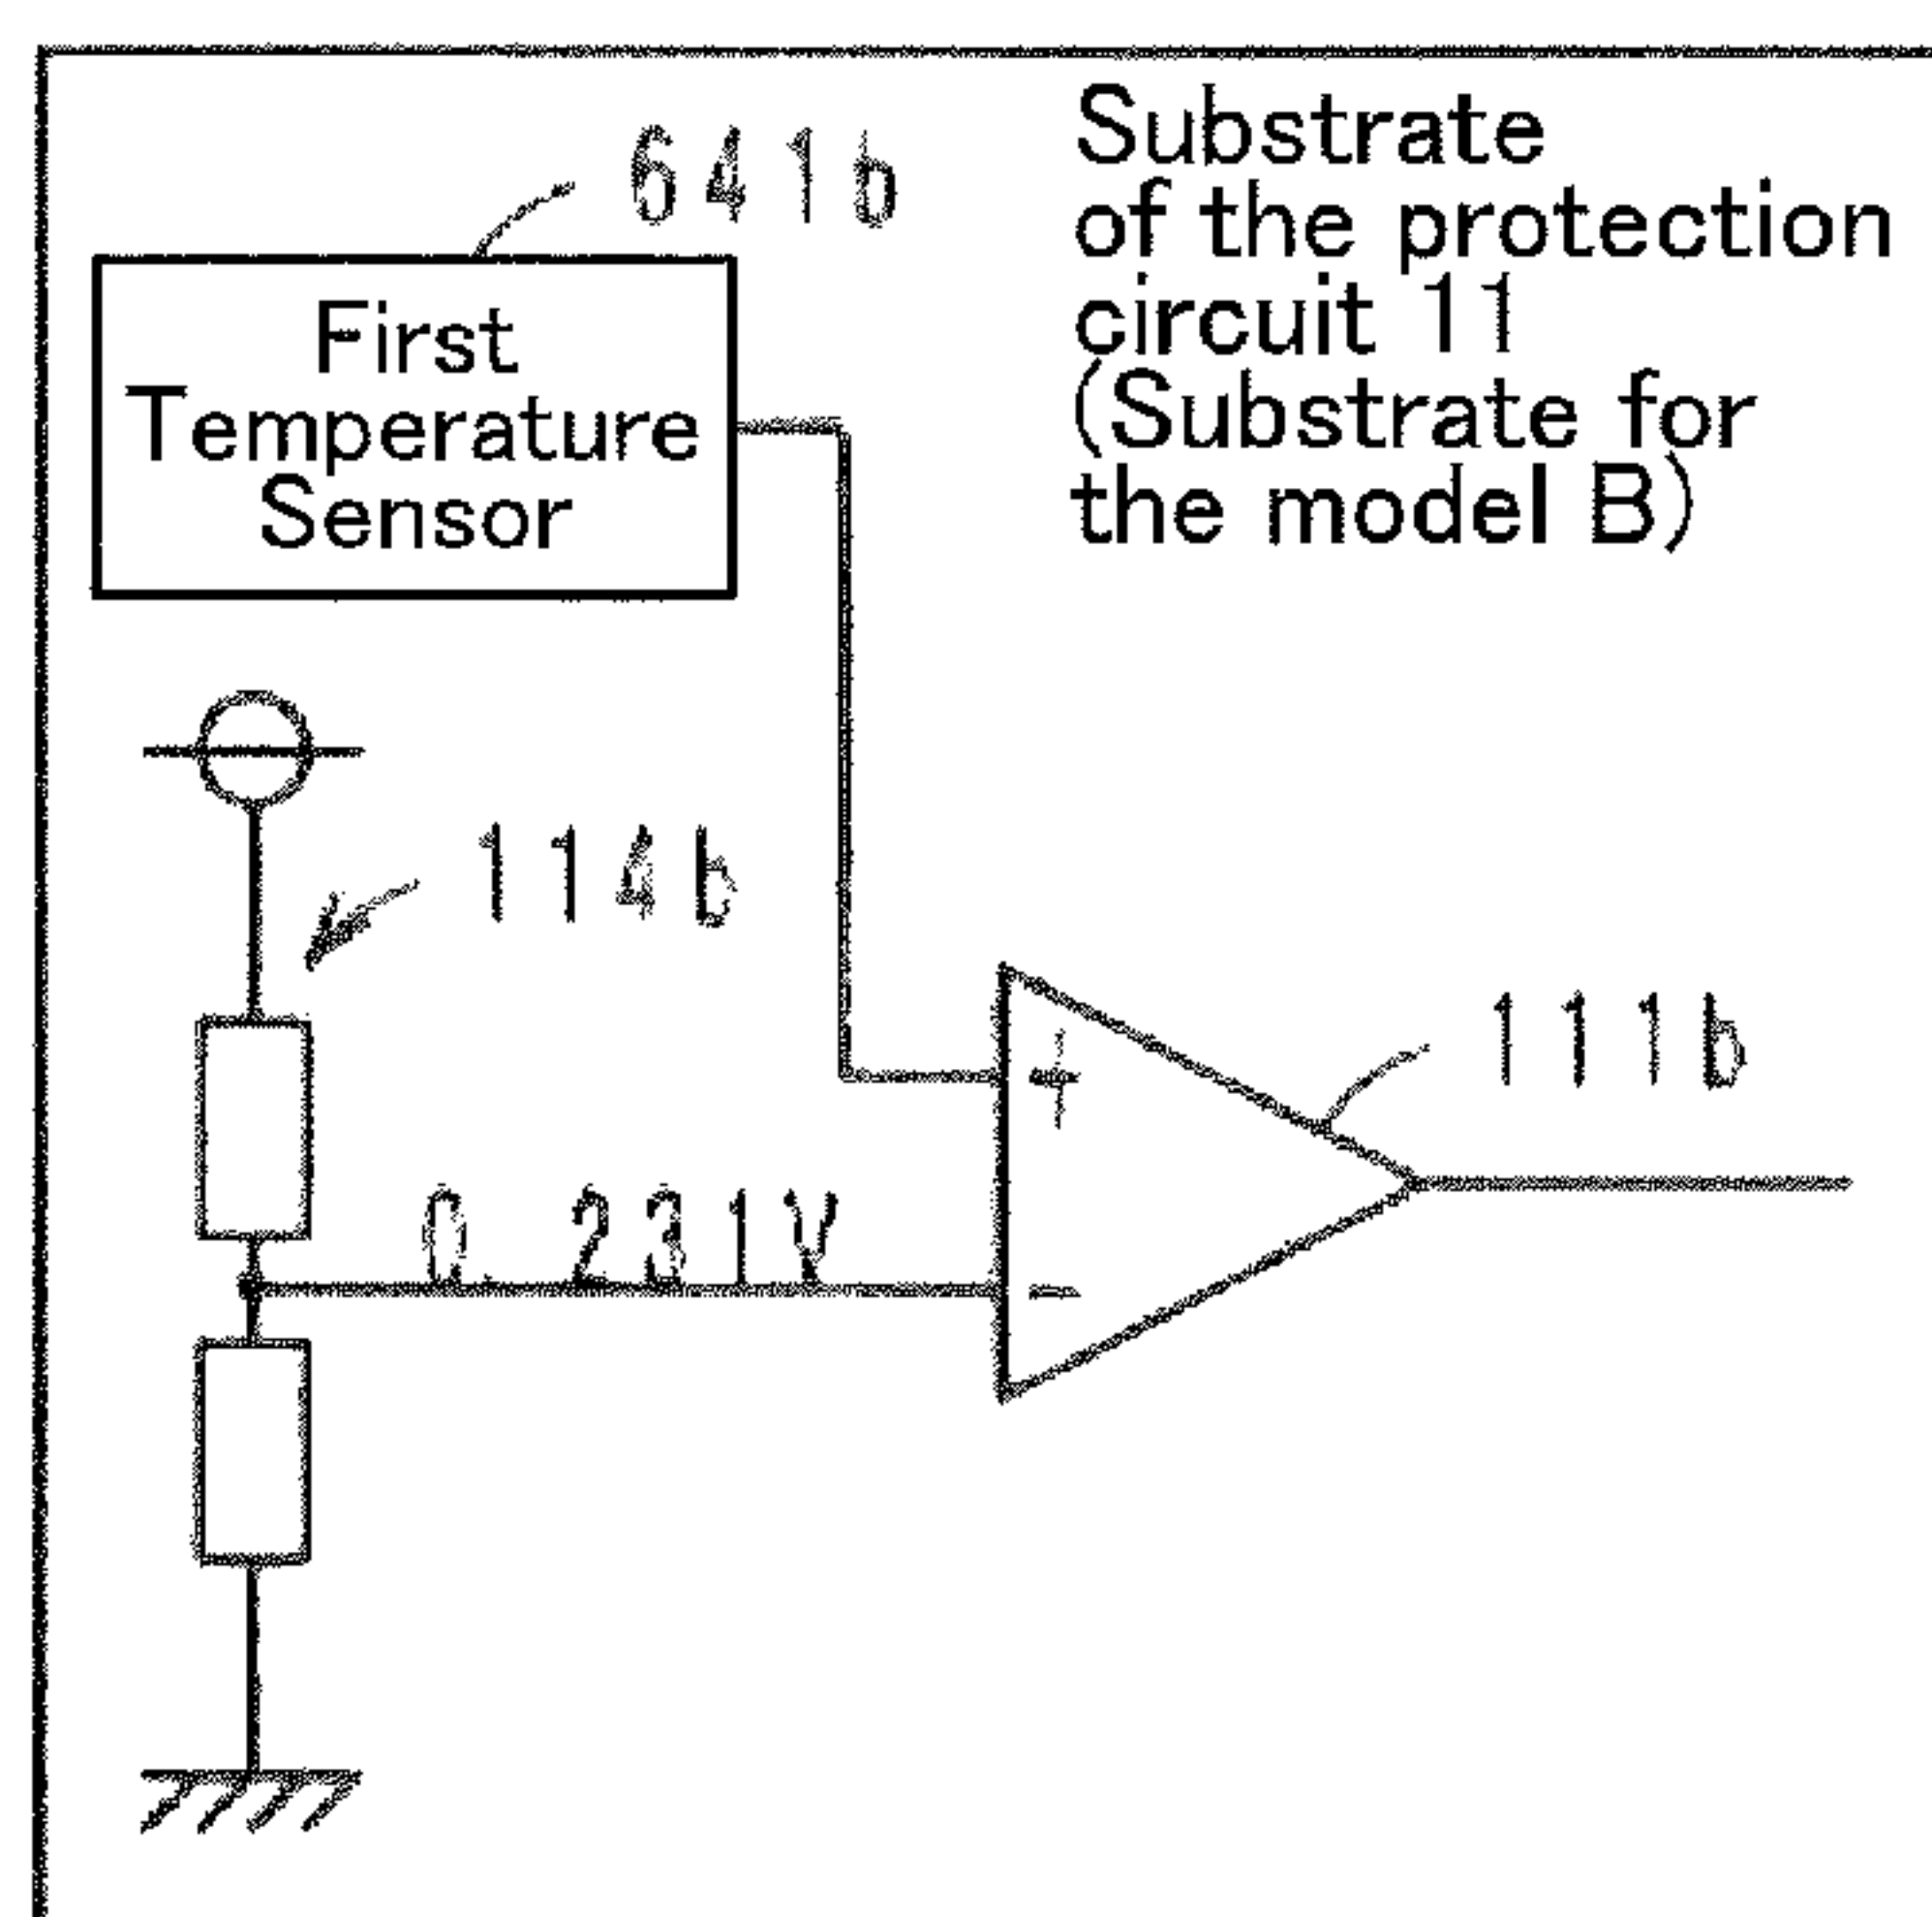 641b
Substrate
of the protection
circuit 11
(Substrate for
the model B)
First
Temperature
Sensor
114b
+
111b
0. 231V
−